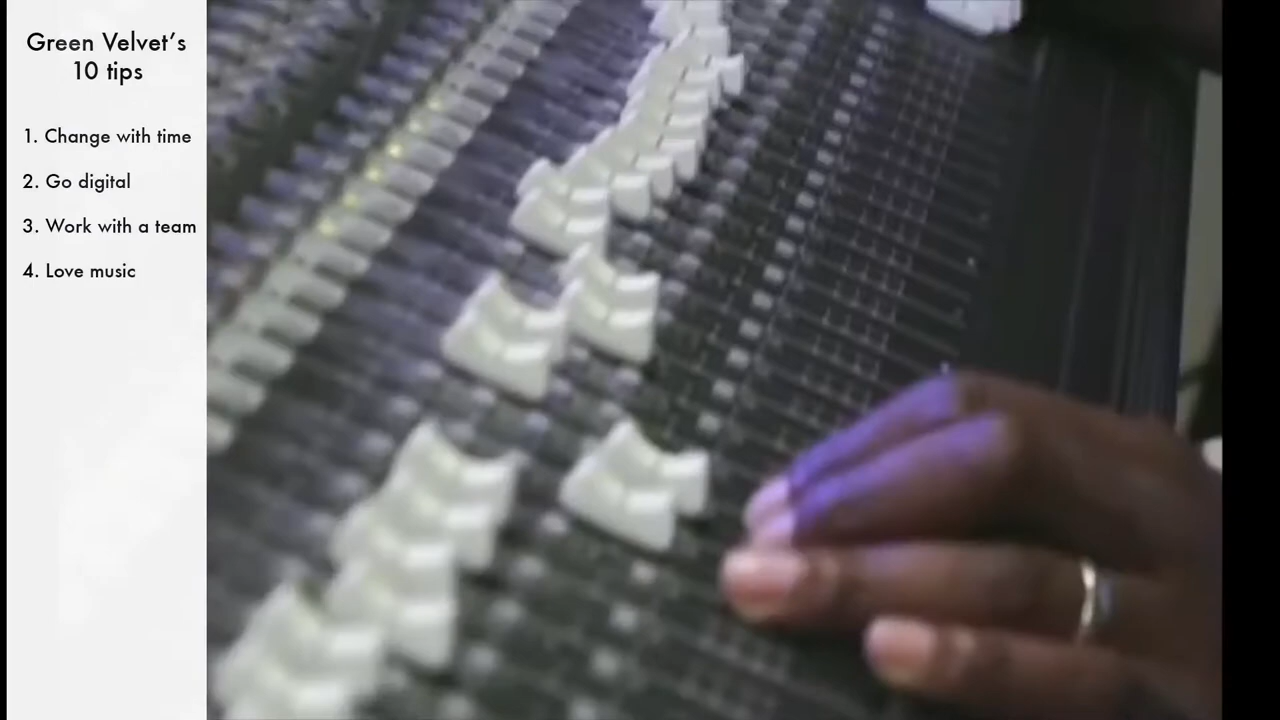 Green Velvet's
10 tips
1. Change with time
2. Go digital
3. Work with a team
4. Love music